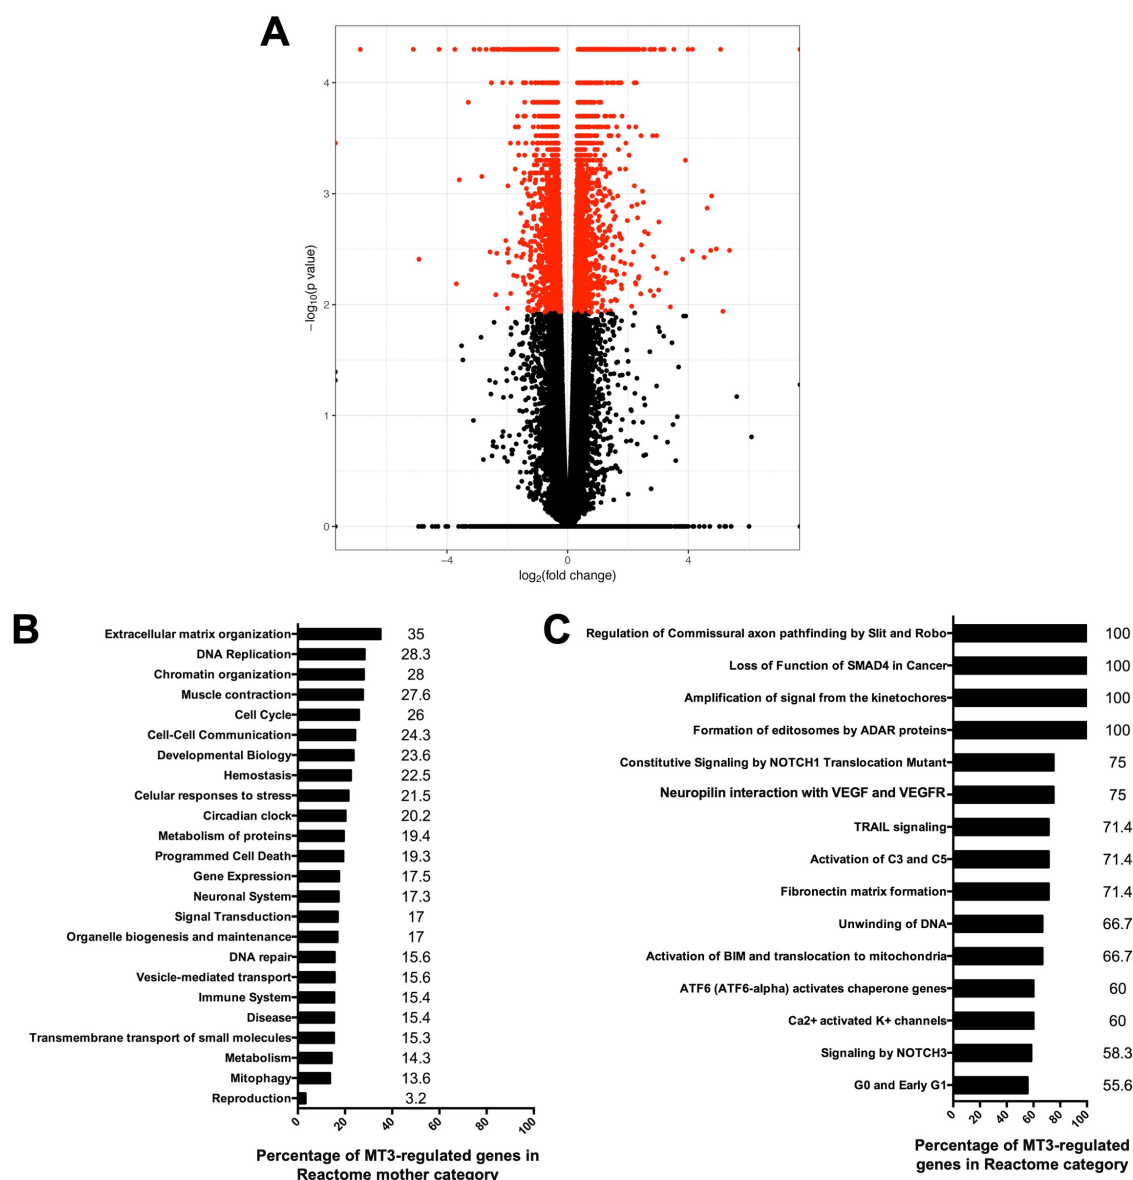 A
4
3
2
1
0
−log10(p value)
−4
0
4
log2(fold change)
B
Extracellular matrix organization 35
DNA Replication 28.3
Chromatin organization 28
Muscle contraction 27.6
Cell Cycle 26
Cell-Cell Communication 24.3
Developmental Biology 23.6
Hemostasis 22.5
Celular responses to stress 21.5
Circadian clock 20.2
Metabolism of proteins 19.4
Programmed Cell Death 19.3
Gene Expression 17.5
Neuronal System 17.3
Signal Transduction 17
Organelle biogenesis and maintenance 17
DNA repair 15.6
Vesicle-mediated transport 15.6
Immune System 15.4
Disease 15.4
Transmembrane transport of small molecules 15.3
Metabolism 14.3
Mitophagy 13.6
Reproduction 3.2
0 20 40 60 80 100
Percentage of MT3-regulated genes in
Reactome mother category
C
Regulation of Commissural axon pathfinding by Slit and Robo 100
Loss of Function of SMAD4 in Cancer 100
Amplification of signal from the kinetochores 100
Formation of editosomes by ADAR proteins 100
Constitutive Signaling by NOTCH1 Translocation Mutant 75
Neuropilin interaction with VEGF and VEGFR 75
TRAIL signaling 71.4
Activation of C3 and C5 71.4
Fibronectin matrix formation 71.4
Unwinding of DNA 66.7
Activation of BIM and translocation to mitochondria 66.7
ATF6 (ATF6-alpha) activates chaperone genes 60
Ca2+ activated K+ channels 60
Signaling by NOTCH3 58.3
G0 and Early G1 55.6
0 20 40 60 80 100
Percentage of MT3-regulated
genes in Reactome category